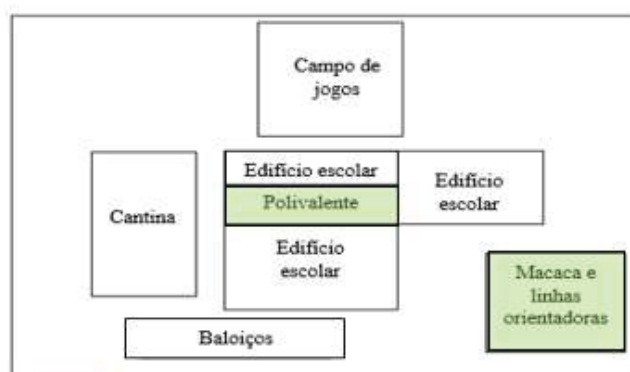 Campo de
jogos
Edifício escolar
Polivalente
Edifício
escolar
Cantina
Edifício
escolar
Macaca e
linhas
orientadoras
Baloiços